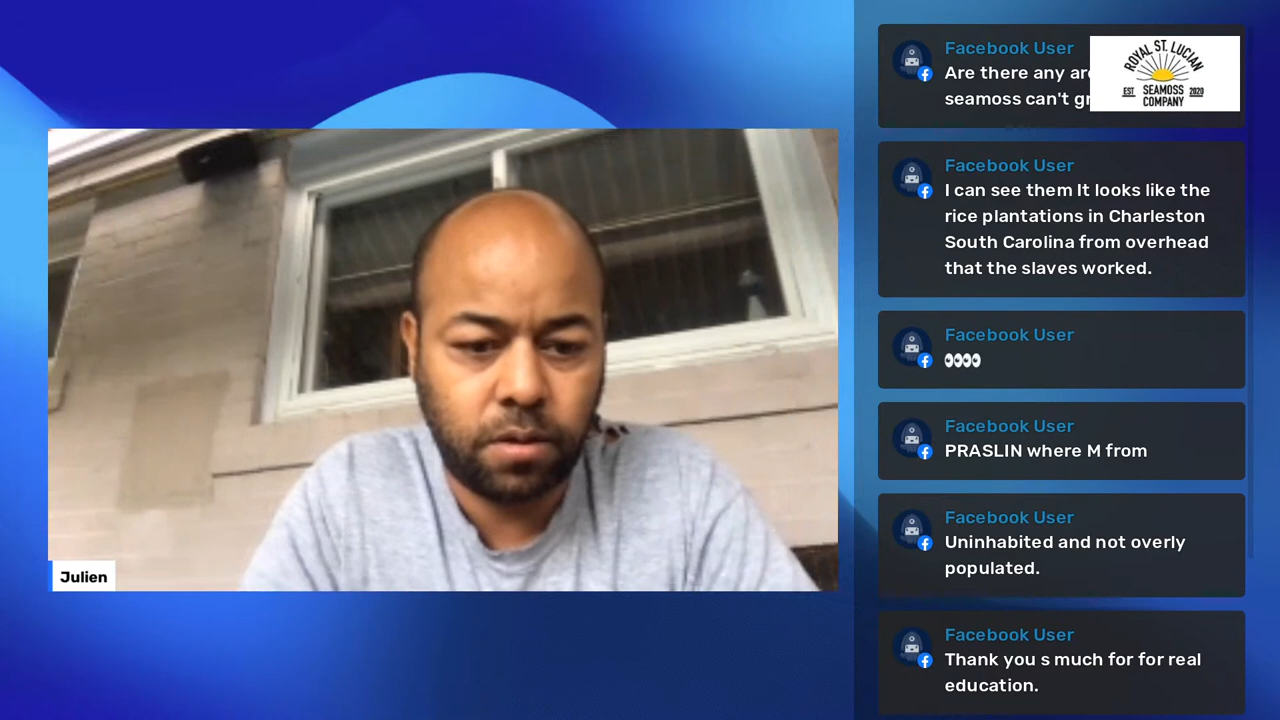 Facebook User
Are there any
seamoss can't
ROYAL ST. LUCIAN
EST SEAMOSS 2020
COMPANY
Facebook User
I can see them It looks like the
rice plantations in Charleston
South Carolina from overhead
that the slaves worked.
Facebook User
👀👀
Facebook User
PRASLIN where M from
Facebook User
Uninhabited and not overly
populated.
Facebook User
Thank you s much for for real
education.
Julien